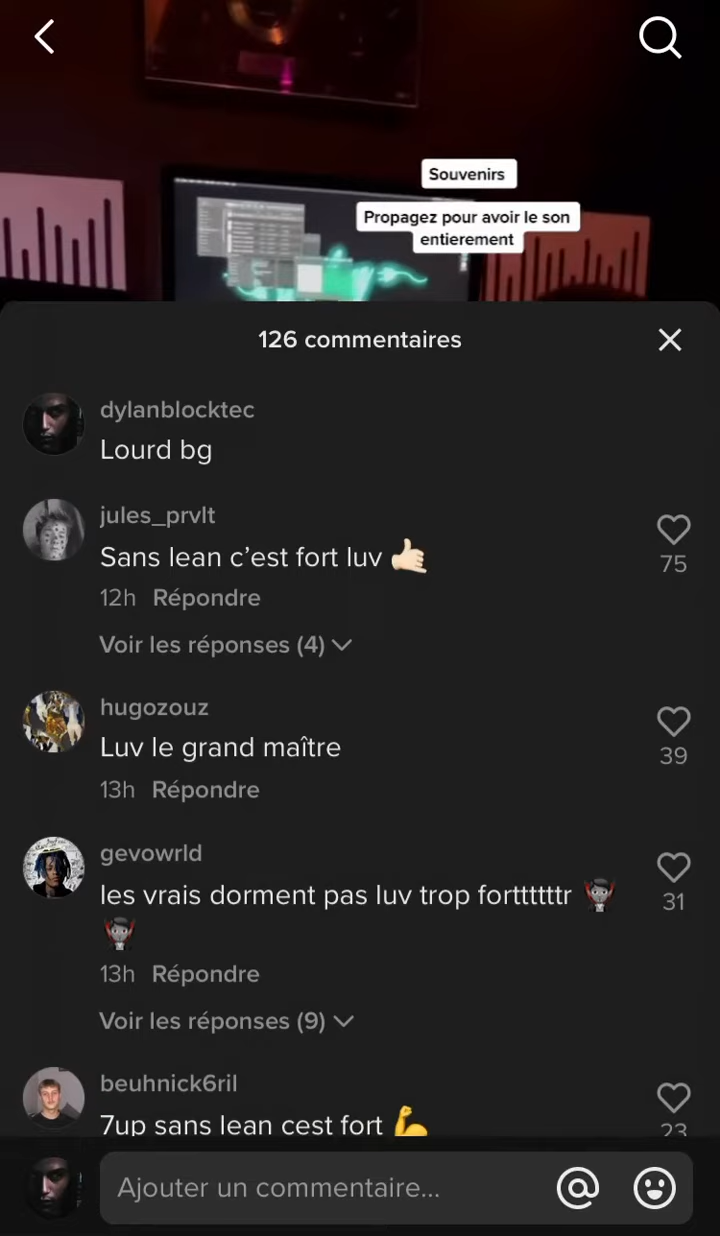 Souvenirs
Propagez pour avoir le son
entierement
126 commentaires
dylanblocktec
Lourd bg
jules_prvlt
Sans lean c’est fort luv 🤙🏻
75
12h Répondre
Voir les réponses (4)
hugozouz
Luv le grand maître
39
13h Répondre
gevowrld
les vrais dorment pas luv trop forttttttr 🧛🏿‍♂️
🧛🏿‍♂️
31
13h Répondre
Voir les réponses (9)
beuhnick6ril
7up sans lean cest fort 💪
23
Ajouter un commentaire...